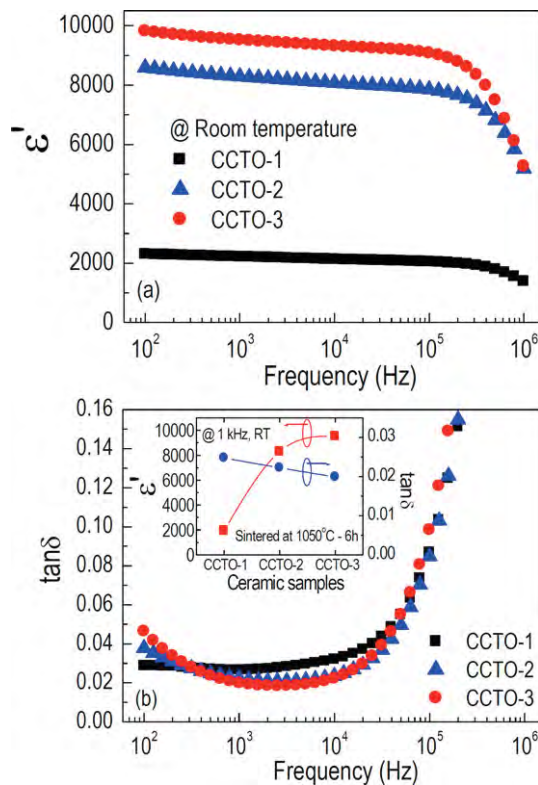 10000
8000
6000
4000
2000
0
ε'
@ Room temperature
CCTO-1
CCTO-2
CCTO-3
(a)
10² 10³ 10⁴ 10⁵ 10⁶
Frequency (Hz)
0.16
0.14
0.12
0.10
0.08
0.06
0.04
0.02
0.00
tanδ
10000
8000
6000
4000
2000
0
ε'
@ 1 kHz, RT
0.03
0.02
0.01
0.00
tanδ
Sintered at 1050°C - 6h
CCTO-1 CCTO-2 CCTO-3
Ceramic samples
CCTO-1
CCTO-2
CCTO-3
(b)
10² 10³ 10⁴ 10⁵ 10⁶
Frequency (Hz)